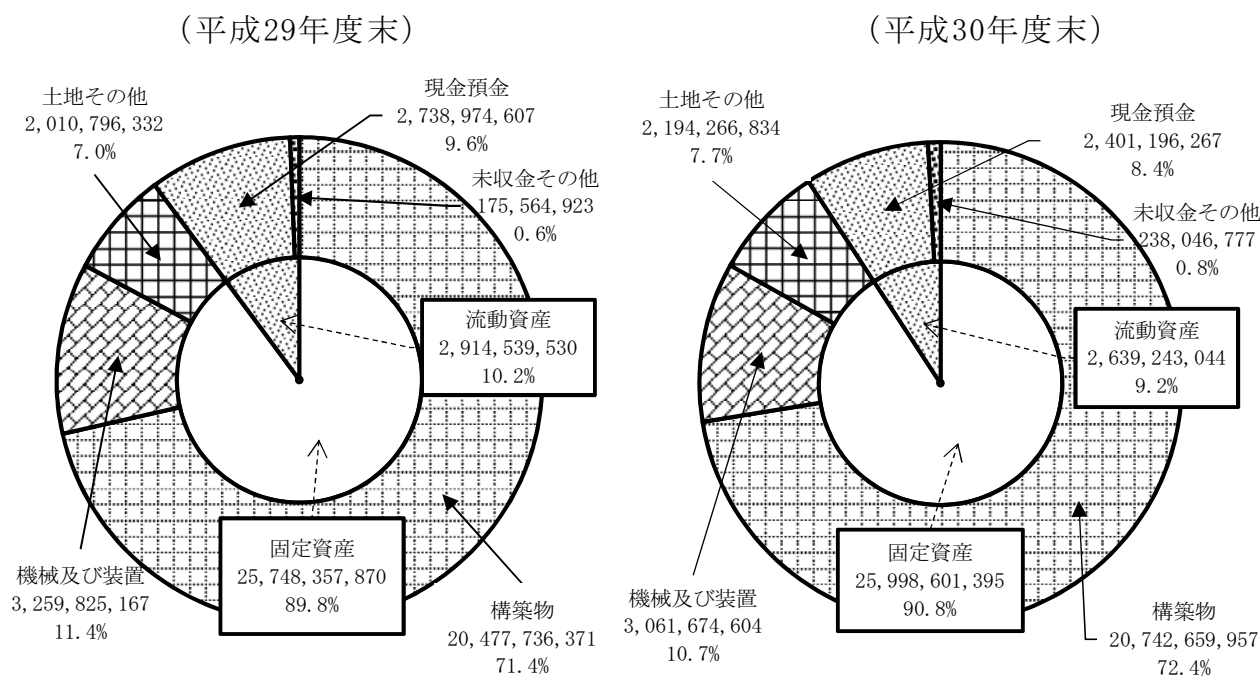 (平成29年度末)
土地その他
2,010,796,332
7.0%
現金預金
2,738,974,607
9.6%
未収金その他
175,564,923
0.6%
流動資産
2,914,539,530
10.2%
固定資産
25,748,357,870
89.8%
機械及び装置
3,259,825,167
11.4%
構築物
20,477,736,371
71.4%
(平成30年度末)
土地その他
2,194,266,834
7.7%
現金預金
2,401,196,267
8.4%
未収金その他
238,046,777
0.8%
流動資産
2,639,243,044
9.2%
固定資産
25,998,601,395
90.8%
機械及び装置
3,061,674,604
10.7%
構築物
20,742,659,957
72.4%